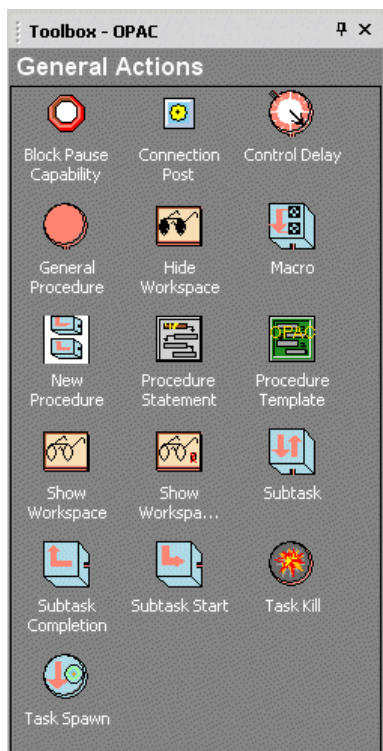 Toolbox - OPAC
General Actions
Block Pause
Capability
Connection
Post
Control Delay
General
Procedure
Hide
Workspace
Macro
New
Procedure
Procedure
Statement
OPAC
Procedure
Template
Show
Workspace
Show
Workspa...
Subtask
Subtask
Completion
Subtask Start
Task Kill
Task Spawn